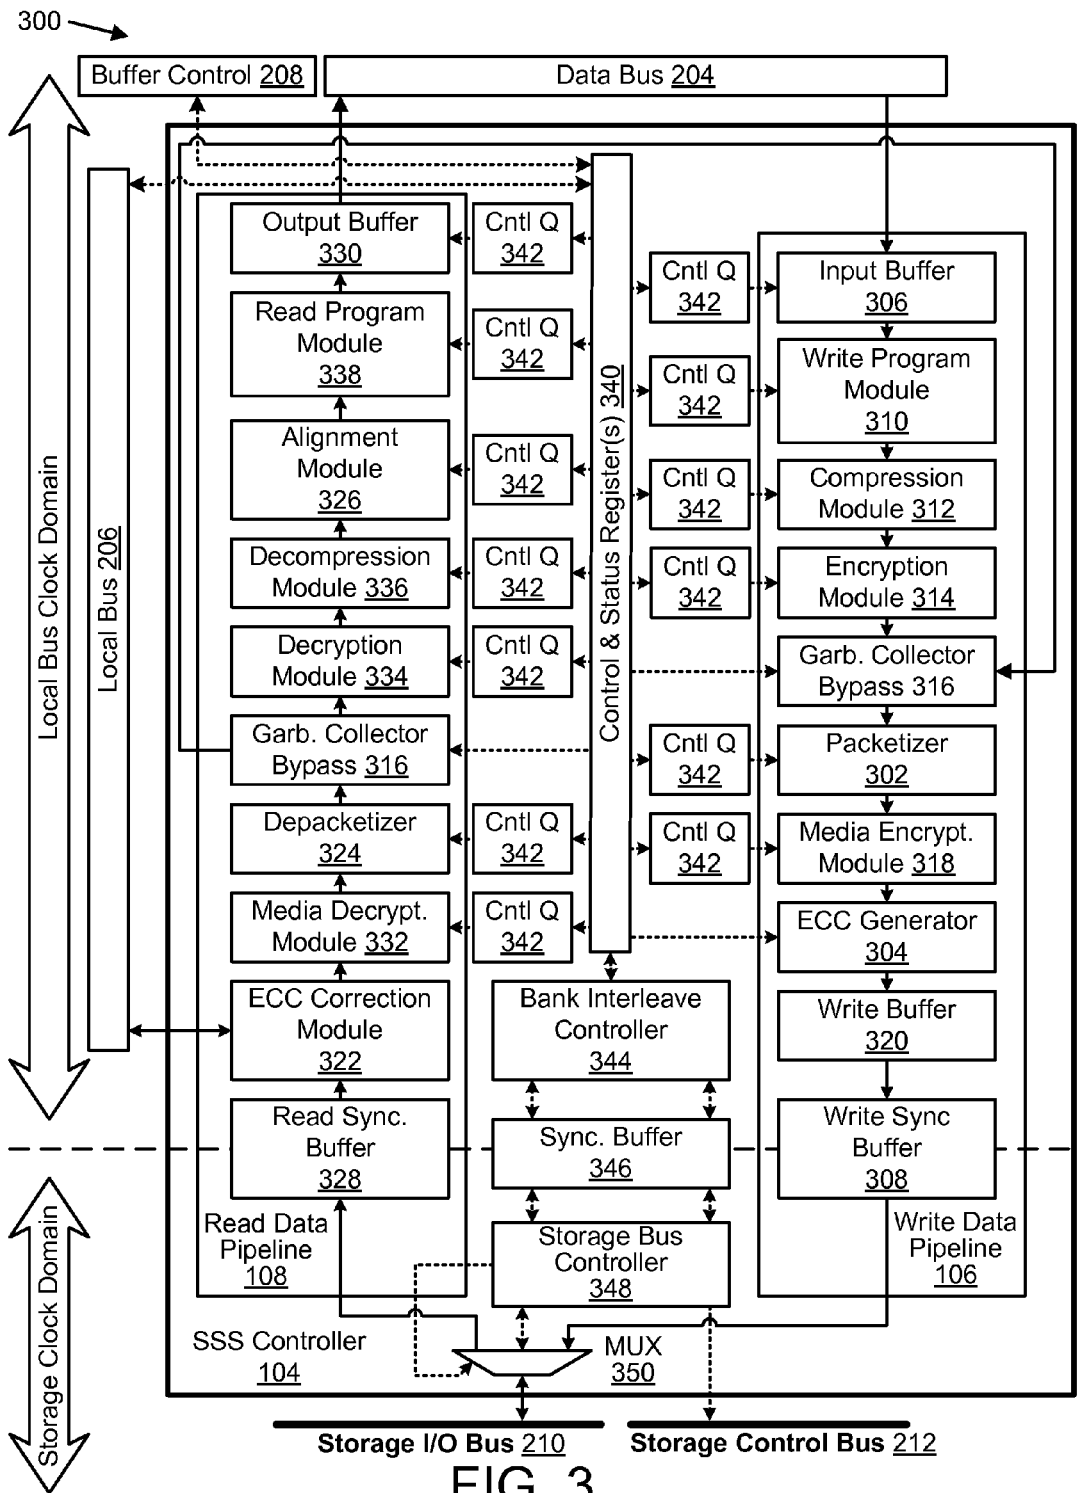 300
Buffer Control 208
Data Bus 204
Local Bus Clock Domain
Local Bus 206
Output Buffer
330
Read Program
Module
338
Alignment
Module
326
Decompression
Module 336
Decryption
Module 334
Garb. Collector
Bypass 316
Depacketizer
324
Media Decrypt.
Module 332
ECC Correction
Module
322
Read Sync.
Buffer
328
Read Data
Pipeline
108
Cntl Q
342
Cntl Q
342
Cntl Q
342
Cntl Q
342
Cntl Q
342
Cntl Q
342
Cntl Q
342
Control & Status Register(s) 340
Cntl Q
342
Cntl Q
342
Cntl Q
342
Cntl Q
342
Cntl Q
342
Cntl Q
342
Input Buffer
306
Write Program
Module
310
Compression
Module 312
Encryption
Module 314
Garb. Collector
Bypass 316
Packetizer
302
Media Encrypt.
Module 318
ECC Generator
304
Write Buffer
320
Write Sync
Buffer
308
Write Data
Pipeline
106
Bank Interleave
Controller
344
Sync. Buffer
346
Storage Bus
Controller
348
Storage Clock Domain
SSS Controller
104
MUX
350
Storage I/O Bus 210
Storage Control Bus 212
FIG. 3